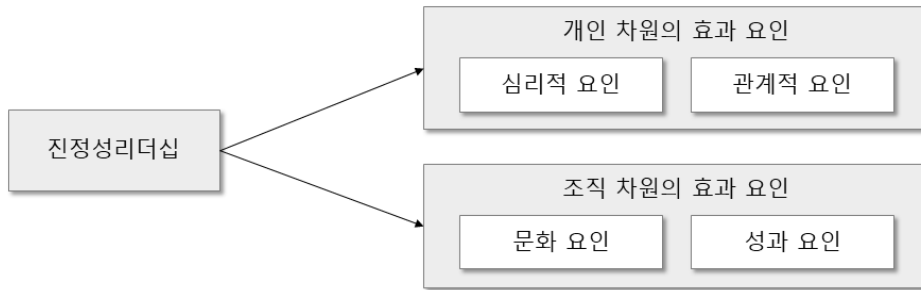 개인 차원의 효과 요인
심리적 요인
관계적 요인
진정성리더십
조직 차원의 효과 요인
문화 요인
성과 요인